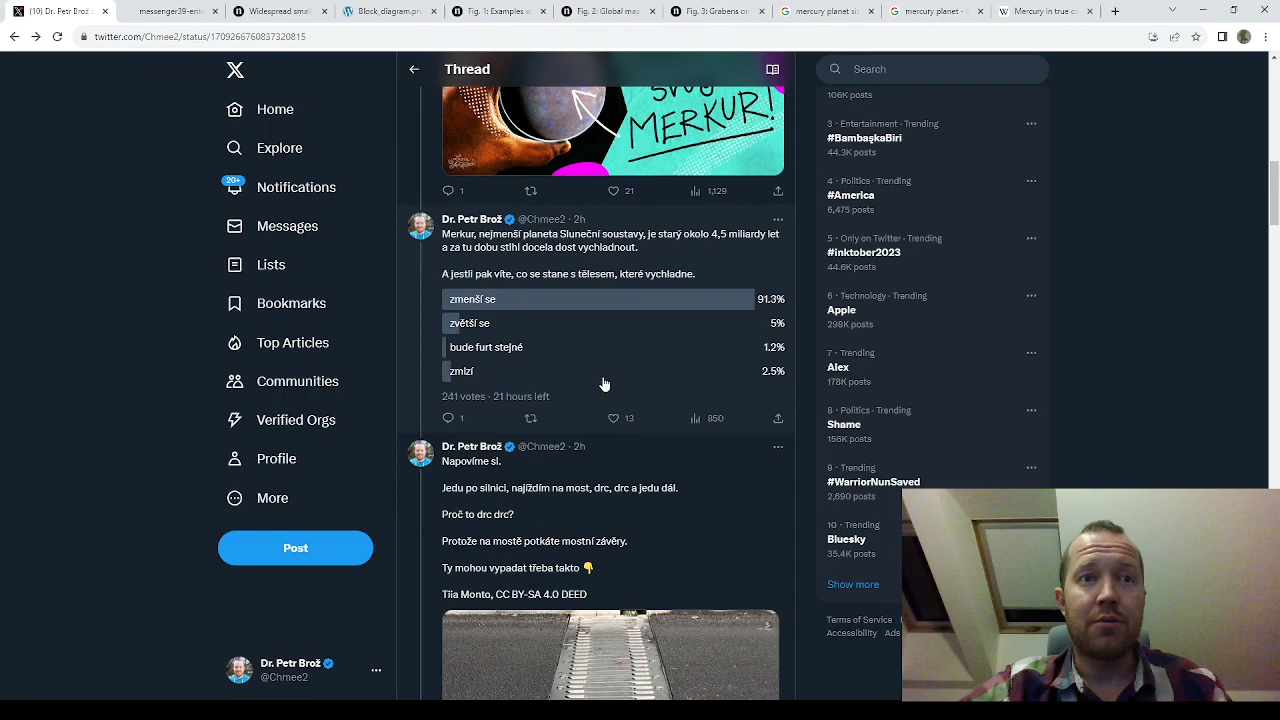 (10) Dr. Petr Brož
messenger39-ent
Widespread smal
Block_diagram.pn
Fig. 1: Examples o
Fig. 2: Global map
Fig. 3: Grabens on
mercury planet siz
mercury planet - G
Mercury in true co
twitter.com/Chmee2/status/1709266760837320815
X
Home
Explore
20+
Notifications
Messages
Lists
Bookmarks
Top Articles
Communities
Verified Orgs
Profile
More
Post
Dr. Petr Brož
@Chmee2
Thread
MERKUR!
1
21
1,129
Dr. Petr Brož @Chmee2 · 2h
Merkur, nejmenší planeta Sluneční soustavy, je starý okolo 4,5 miliardy let
a za tu dobu stihl docela dost vychladnout.
A jestli pak víte, co se stane s tělesem, které vychladne.
zmenší se 91.3%
zvětší se 5%
bude furt stejné 1.2%
zmizí 2.5%
241 votes · 21 hours left
1
13
850
Dr. Petr Brož @Chmee2 · 2h
Napovíme si.
Jedu po silnici, najíždím na most, drc, drc a jedu dál.
Proč to drc drc?
Protože na mostě potkáte mostní závěry.
Ty mohou vypadat třeba takto 👇
Tiia Monto, CC BY-SA 4.0 DEED
Search
106K posts
3 · Entertainment · Trending
#BambaşkaBiri
44.3K posts
4 · Politics · Trending
#America
6,475 posts
5 · Only on Twitter · Trending
#inktober2023
44.6K posts
6 · Technology · Trending
Apple
298K posts
7 · Trending
Alex
178K posts
8 · Politics · Trending
Shame
156K posts
9 · Trending
#WarriorNunSaved
2,690 posts
10 · Trending
Bluesky
35.4K posts
Show more
Terms of Service
Accessibility Ads